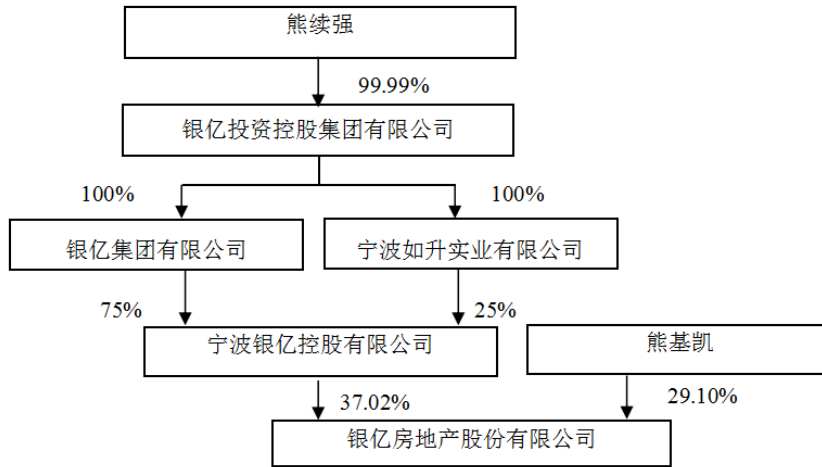 熊续强
99.99%
银亿投资控股集团有限公司
100%
100%
银亿集团有限公司
宁波如升实业有限公司
75%
25%
宁波银亿控股有限公司
熊基凯
37.02%
29.10%
银亿房地产股份有限公司